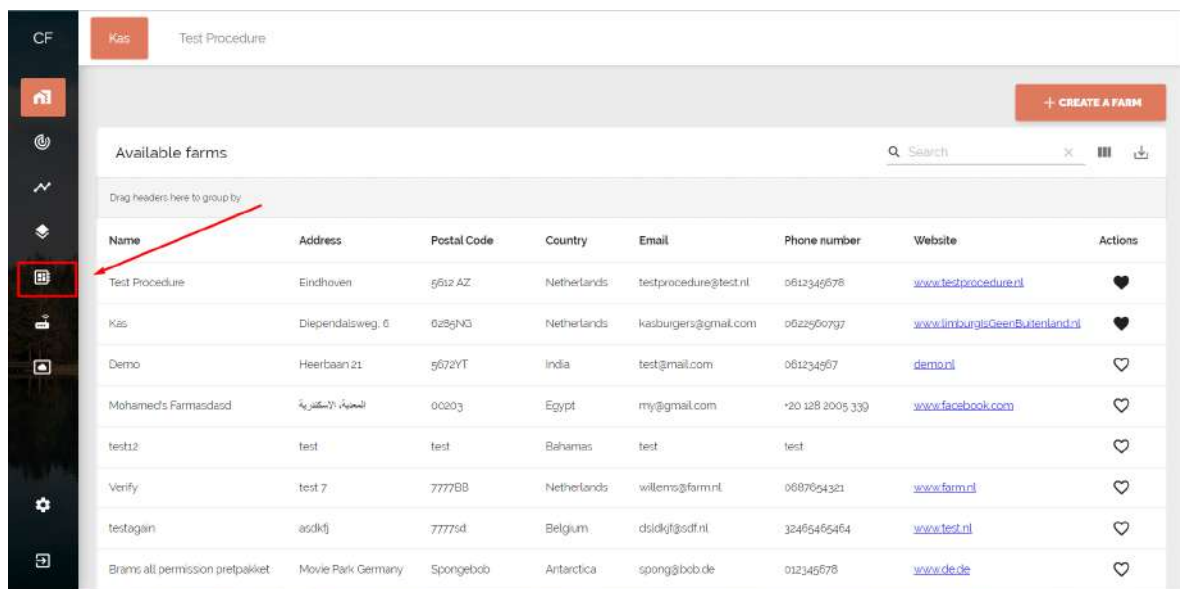 CF Kas Test Procedure
+ CREATE A FARM
Available farms Search
Drag headers here to group by
Name Address Postal Code Country Email Phone number Website Actions
Test Procedure Eindhoven 5612 AZ Netherlands testprocedure@test.nl 0612345678 www.testprocedure.nl
Kas Diependalsweg, 6 6285NG Netherlands kasburgers@gmail.com 0622560797 www.limburgIsGeenBuitenland.nl
Demo Heerbaan 21 5672YT India test@mail.com 061234567 demo.nl
Mohamed's Farmasdasd المعدية، الإسكندرية 00203 Egypt my@gmail.com +20 128 2005 339 www.facebook.com
test12 test test Bahamas test test
Verify test 7 7777BB Netherlands willems@farm.nl 0687654321 www.farm.nl
testagain asdkfj 7777sd Belgium dsldkjf@sdf.nl 32465465464 www.test.nl
Brams all permission pretpakket Movie Park Germany Spongebob Antarctica spong@bob.de 012345678 www.de.de